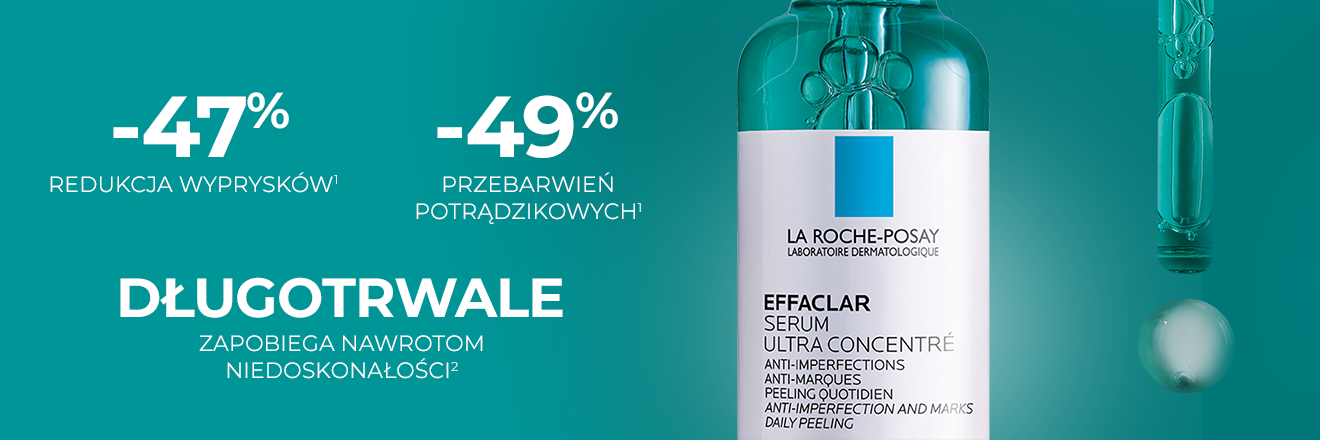 -47%
REDUKCJA WYPRYSKÓW¹
-49%
PRZEBARWIEŃ
POTRĄDZIKOWYCH¹
DŁUGOTRWALE
ZAPOBIEGA NAWROTOM
NIEDOSKONAŁOŚCI²
LA ROCHE-POSAY
LABORATOIRE DERMATOLOGIQUE
EFFACLAR
SERUM
ULTRA CONCENTRÉ
ANTI-IMPERFECTIONS
ANTI-MARQUES
PEELING QUOTIDIEN
ANTI-IMPERFECTION AND MARKS
DAILY PEELING